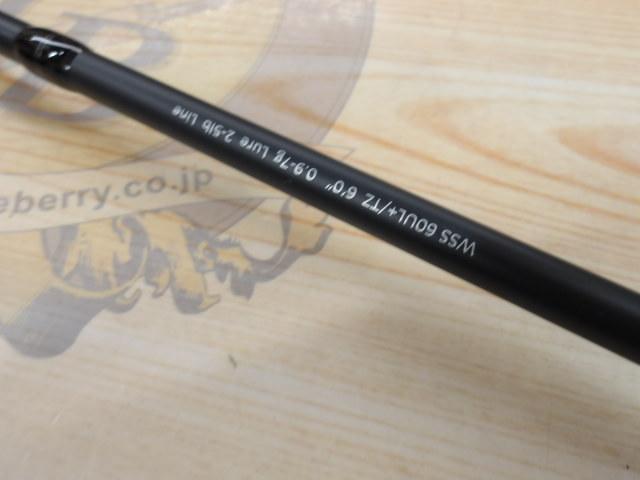 WSS 60UL+/TZ 6'0" 0.9-7g Lure 2-5lb Line
eberry.co.jp
B